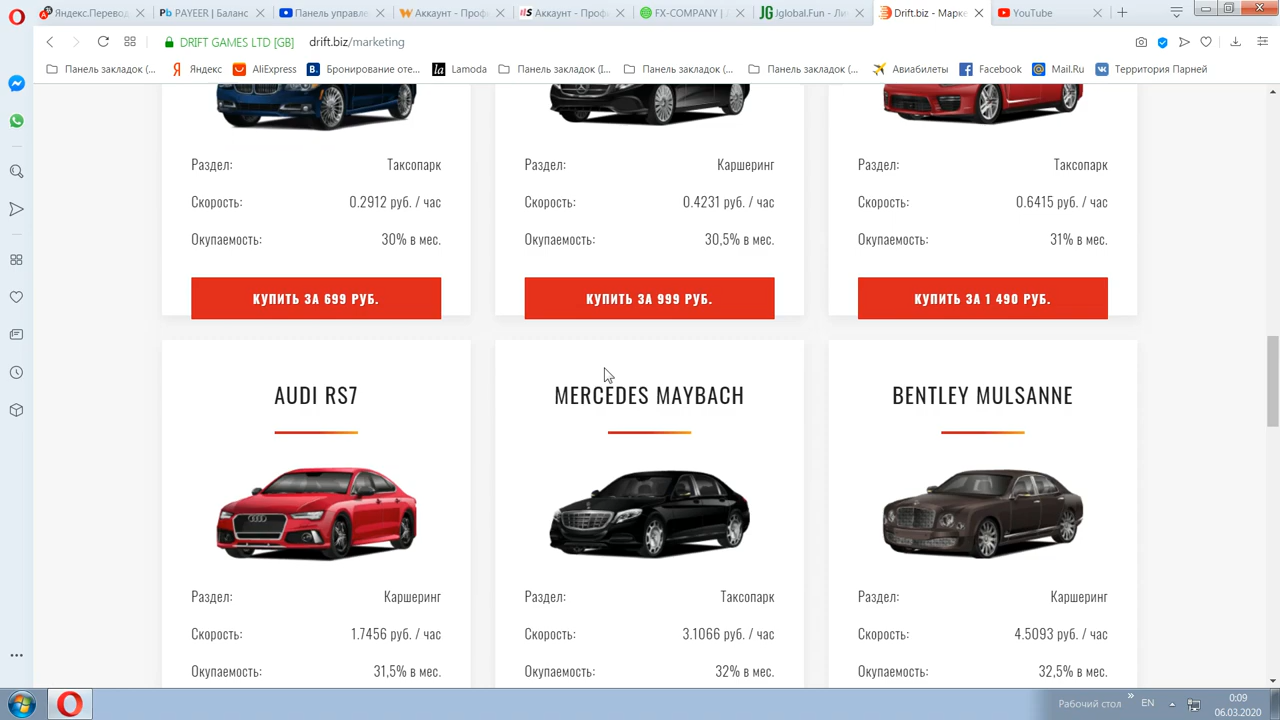 Яндекс.Перевод
PAYEER | Баланс
Панель управле
Аккаунт - Профи
Аккаунт - Профи
FX-COMPANY |
Jglobal.Fun - Ли
Drift.biz - Марке
YouTube
DRIFT GAMES LTD [GB]
drift.biz/marketing
Панель закладок (...
Яндекс
AliExpress
Бронирование оте...
Lamoda
Панель закладок (I...
Панель закладок (...
Панель закладок (...
Авиабилеты
Facebook
Mail.Ru
Территория Парней
Раздел: Таксопарк
Скорость: 0.2912 руб. / час
Окупаемость: 30% в мес.
КУПИТЬ ЗА 699 РУБ.
Раздел: Каршеринг
Скорость: 0.4231 руб. / час
Окупаемость: 30,5% в мес.
КУПИТЬ ЗА 999 РУБ.
Раздел: Таксопарк
Скорость: 0.6415 руб. / час
Окупаемость: 31% в мес.
КУПИТЬ ЗА 1 490 РУБ.
AUDI RS7
Раздел: Каршеринг
Скорость: 1.7456 руб. / час
Окупаемость: 31,5% в мес.
MERCEDES MAYBACH
Раздел: Таксопарк
Скорость: 3.1066 руб. / час
Окупаемость: 32% в мес.
BENTLEY MULSANNE
Раздел: Каршеринг
Скорость: 4.5093 руб. / час
Окупаемость: 32,5% в мес.
Рабочий стол
EN
0:09
06.03.2020